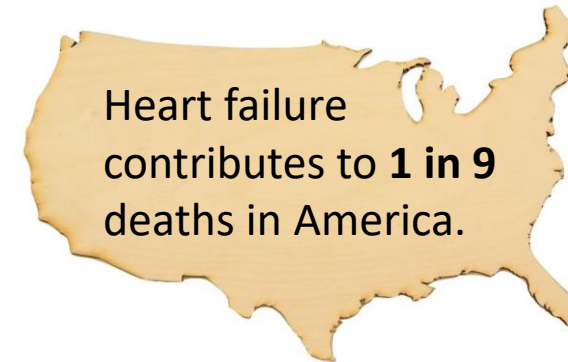 Heart failure
contributes to 1 in 9
deaths in America.